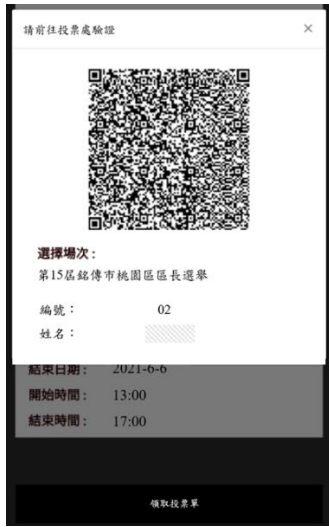 請前往投票處驗證
×
選擇場次：
第15屆銘傳市桃園區區長選舉
編號： 02
姓名：
結束日期： 2021-6-6
開始時間： 13:00
結束時間： 17:00
領取投票單